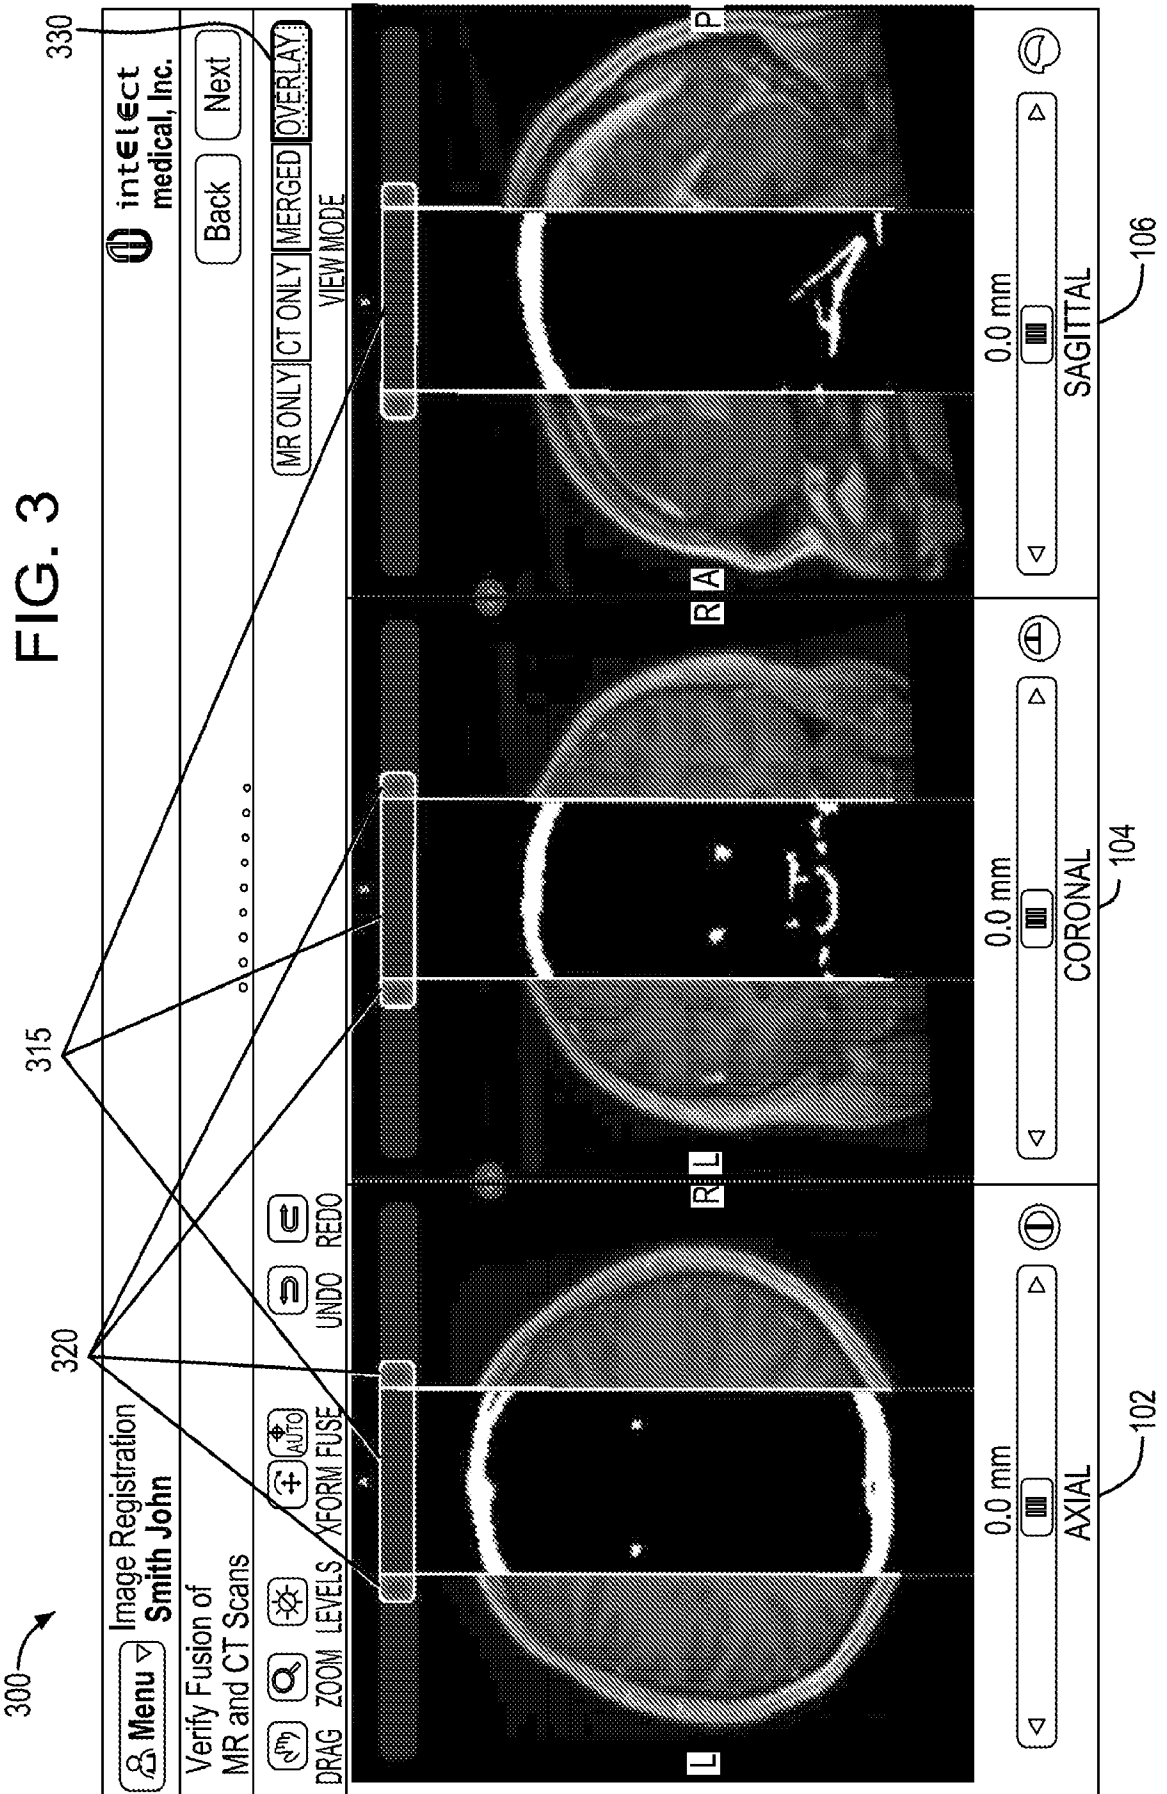 FIG. 3
300
320
315
330
Menu
Image Registration
Smith John
intelect
medical, Inc.
Verify Fusion of
MR and CT Scans
Back
Next
AUTO
DRAG
ZOOM
LEVELS
XFORM
FUSE
UNDO
REDO
MR ONLY
CT ONLY
MERGED
OVERLAY
VIEW MODE
L
R
L
R
A
P
0.0 mm
0.0 mm
0.0 mm
AXIAL
CORONAL
SAGITTAL
102
104
106